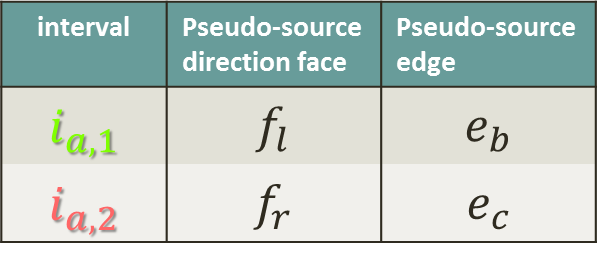 interval Pseudo-source direction face Pseudo-source edge
i_{a,1} f_l e_b
i_{a,2} f_r e_c